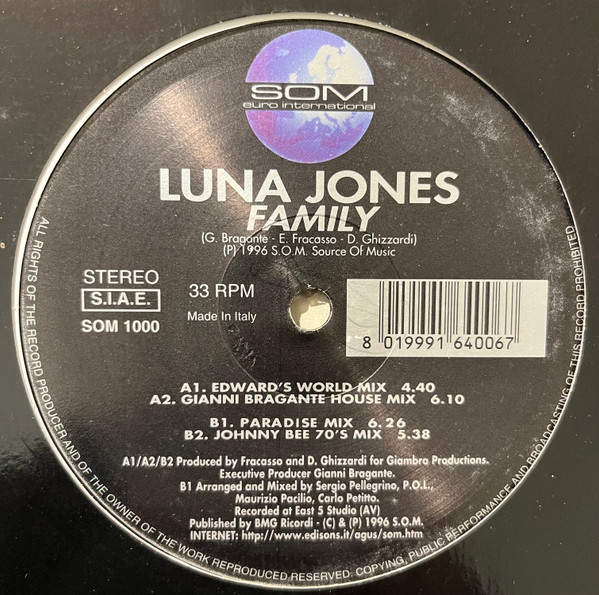 SOM
euro international
LUNA JONES
FAMILY
(G. Bragante - E. Fracasso - D. Ghizzardi)
(P) 1996 S.O.M. Source Of Music
STEREO
S.I.A.E.
SOM 1000
33 RPM
Made In Italy
8 019991 640067
A1. EDWARD'S WORLD MIX 4.40
A2. GIANNI BRAGANTE HOUSE MIX 6.10
B1. PARADISE MIX 6.26
B2. JOHNNY BEE 70'S MIX 5.38
A1/A2/B2 Produced by Fracasso and D. Ghizzardi for Giambra Productions.
Executive Producer Gianni Bragante.
B1 Arranged and Mixed by Sergio Pellegrino, P.O.L.,
Maurizio Pacilio, Carlo Petitto.
Recorded at East 5 Studio (AV)
Published by BMG Ricordi - (C) & (P) 1996 S.O.M.
INTERNET: http://www.edisons.it/agus/som.htm
ALL RIGHTS OF THE RECORD PRODUCER AND OF THE OWNER OF THE WORK REPRODUCED RESERVED. COPYING, PUBLIC PERFORMANCE AND BROADCASTING OF THIS RECORD PROHIBITED